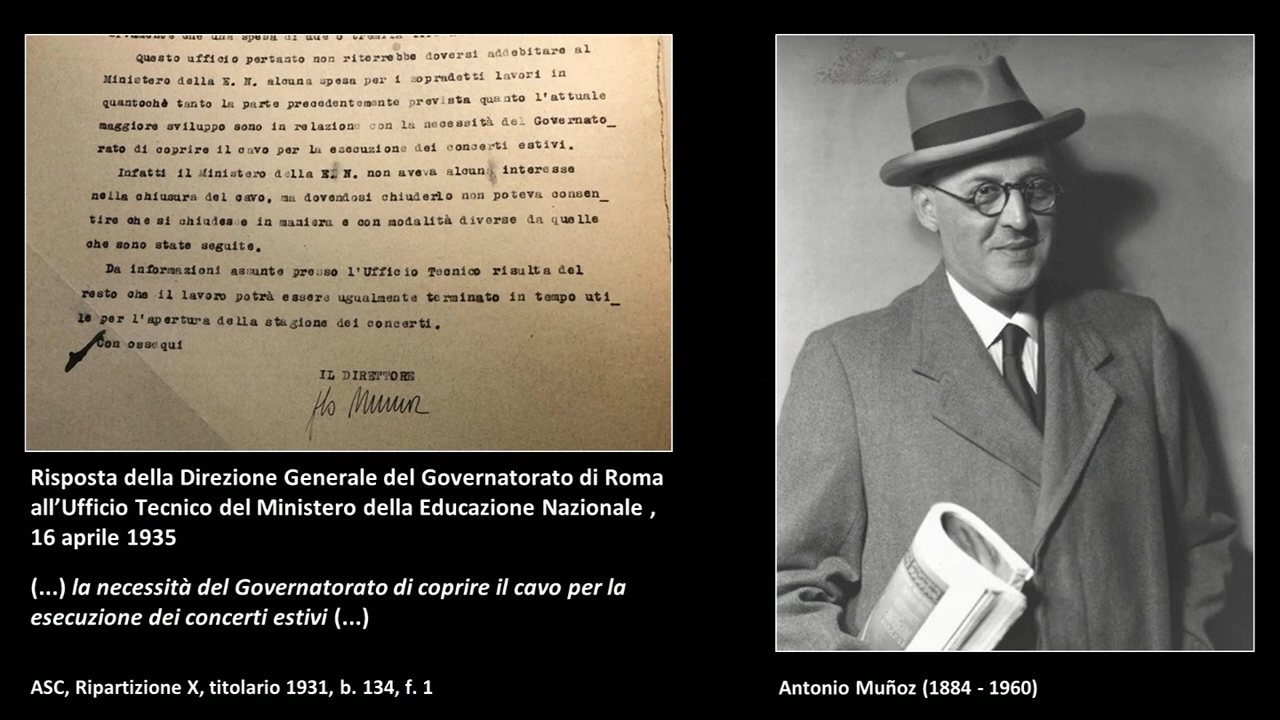 Questo ufficio pertanto non riterrebbe doversi addebitare al
Ministero della E. N. alcuna spesa per i sopradetti lavori in
quantochè tanto la parte precedentemente prevista quanto l'attuale
maggiore sviluppo sono in relazione con la necessità del Governato_
rato di coprire il cavo per la esecuzione dei concerti estivi.
Infatti il Ministero della E. N. non aveva alcun interesse
nella chiusura del cavo, ma dovendosi chiuderlo non poteva consen_
tire che si chiudesse in maniera e con modalità diverse da quelle
che sono state seguite.
Da informazioni assunte presso l'Ufficio Tecnico risulta del
resto che il lavoro potrà essere ugualmente terminato in tempo uti_
le per l'apertura della stagione dei concerti.
Con ossequi
IL DIRETTORE
Muñoz
Risposta della Direzione Generale del Governatorato di Roma
all'Ufficio Tecnico del Ministero della Educazione Nazionale ,
16 aprile 1935
(...) la necessità del Governatorato di coprire il cavo per la
esecuzione dei concerti estivi (...)
ASC, Ripartizione X, titolario 1931, b. 134, f. 1
Antonio Muñoz (1884 - 1960)